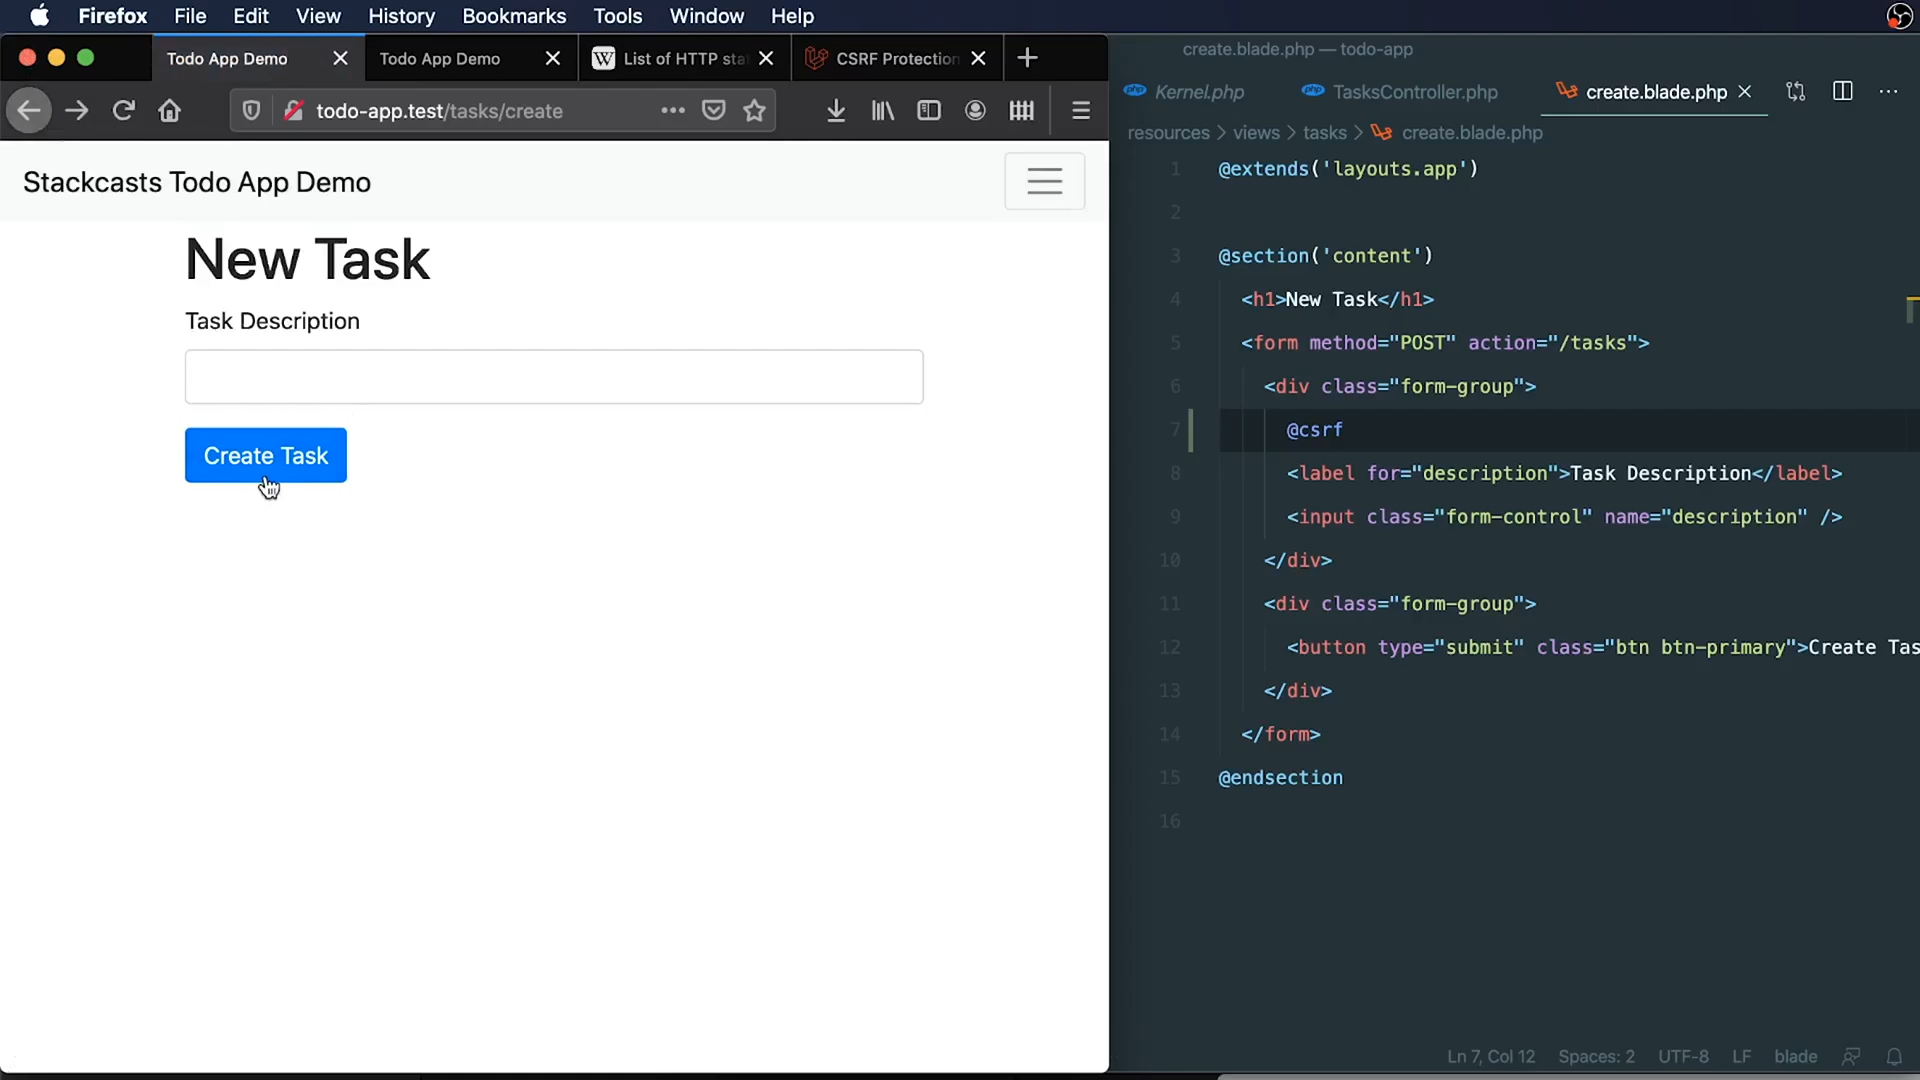 Firefox File Edit View History Bookmarks Tools Window Help
Todo App Demo
Todo App Demo
List of HTTP sta
CSRF Protection
todo-app.test/tasks/create
Stackcasts Todo App Demo
New Task
Task Description
Create Task
create.blade.php — todo-app
Kernel.php
TasksController.php
create.blade.php
resources > views > tasks > create.blade.php
1 @extends('layouts.app')
2
3 @section('content')
4 <h1>New Task</h1>
5 <form method="POST" action="/tasks">
6 <div class="form-group">
7 @csrf
8 <label for="description">Task Description</label>
9 <input class="form-control" name="description" />
10 </div>
11 <div class="form-group">
12 <button type="submit" class="btn btn-primary">Create Tas
13 </div>
14 </form>
15 @endsection
16
Ln 7, Col 12 Spaces: 2 UTF-8 LF blade